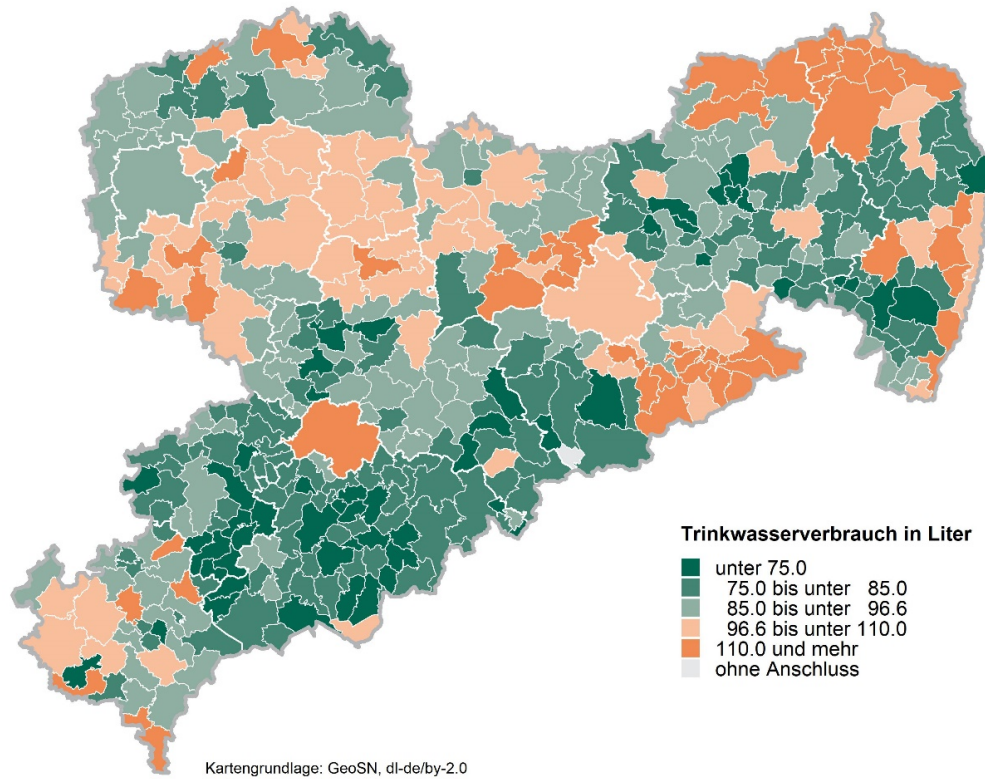 Trinkwasserverbrauch in Liter
unter 75.0
75.0 bis unter 85.0
85.0 bis unter 96.6
96.6 bis unter 110.0
110.0 und mehr
ohne Anschluss
Kartengrundlage: GeoSN, dl-de/by-2.0